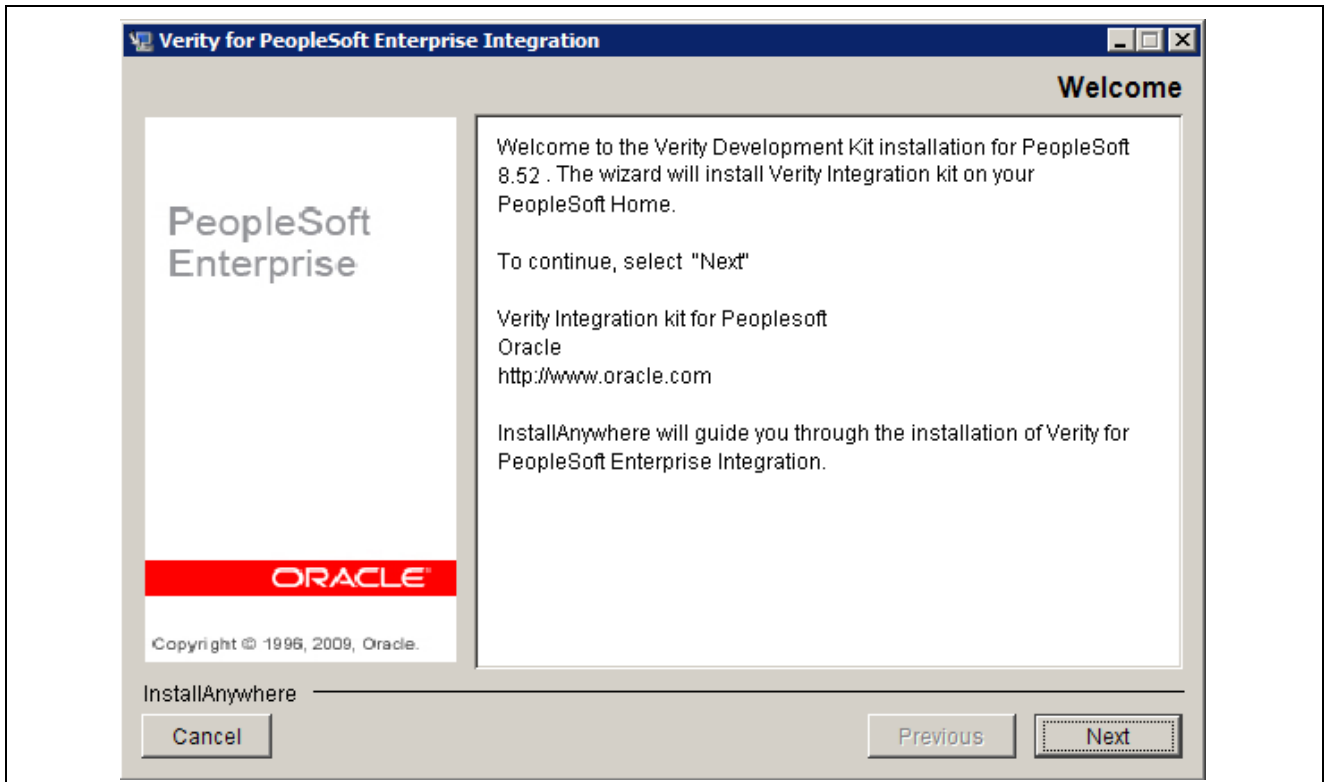 Verity for PeopleSoft Enterprise Integration
Welcome
PeopleSoft
Enterprise
ORACLE
Copyright © 1996, 2009, Oracle.
Welcome to the Verity Development Kit installation for PeopleSoft
8.52 . The wizard will install Verity Integration kit on your
PeopleSoft Home.
To continue, select "Next"
Verity Integration kit for Peoplesoft
Oracle
http://www.oracle.com
InstallAnywhere will guide you through the installation of Verity for
PeopleSoft Enterprise Integration.
InstallAnywhere
Cancel
Previous
Next